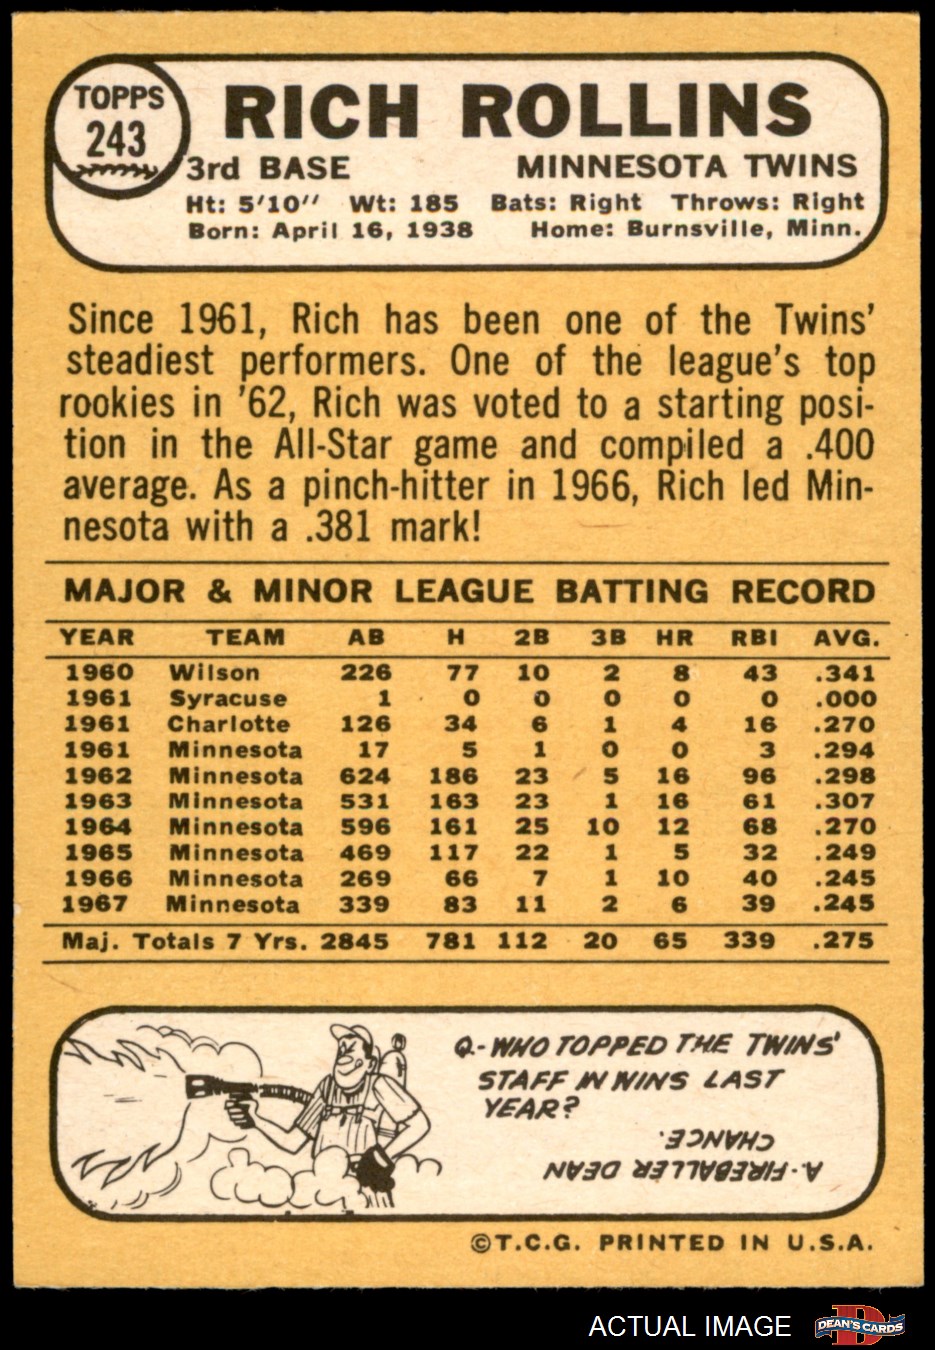 TOPPS
243
RICH ROLLINS
3rd BASE MINNESOTA TWINS
Ht: 5'10" Wt: 185 Bats: Right Throws: Right
Born: April 16, 1938 Home: Burnsville, Minn.
Since 1961, Rich has been one of the Twins'
steadiest performers. One of the league's top
rookies in '62, Rich was voted to a starting posi-
tion in the All-Star game and compiled a .400
average. As a pinch-hitter in 1966, Rich led Min-
nesota with a .381 mark!
MAJOR & MINOR LEAGUE BATTING RECORD
YEAR TEAM AB H 2B 3B HR RBI AVG.
1960 Wilson 226 77 10 2 8 43 .341
1961 Syracuse 1 0 0 0 0 0 .000
1961 Charlotte 126 34 6 1 4 16 .270
1961 Minnesota 17 5 1 0 0 3 .294
1962 Minnesota 624 186 23 5 16 96 .298
1963 Minnesota 531 163 23 1 16 61 .307
1964 Minnesota 596 161 25 10 12 68 .270
1965 Minnesota 469 117 22 1 5 32 .249
1966 Minnesota 269 66 7 1 10 40 .245
1967 Minnesota 339 83 11 2 6 39 .245
Maj. Totals 7 Yrs. 2845 781 112 20 65 339 .275
Q.-WHO TOPPED THE TWINS'
STAFF IN WINS LAST
YEAR?
A.-FIREBALLER DEAN
CHANCE.
©T.C.G. PRINTED IN U.S.A.
ACTUAL IMAGE
D
DEAN'S CARDS